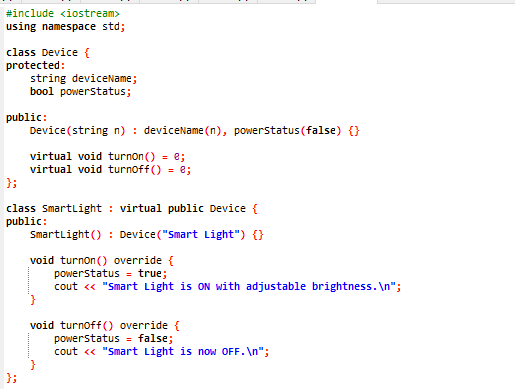 #include <iostream>
using namespace std;

class Device {
protected:
    string deviceName;
    bool powerStatus;

public:
    Device(string n) : deviceName(n), powerStatus(false) {}

    virtual void turnOn() = 0;
    virtual void turnOff() = 0;
};

class SmartLight : virtual public Device {
public:
    SmartLight() : Device("Smart Light") {}

    void turnOn() override {
        powerStatus = true;
        cout << "Smart Light is ON with adjustable brightness.\n";
    }

    void turnOff() override {
        powerStatus = false;
        cout << "Smart Light is now OFF.\n";
    }
};